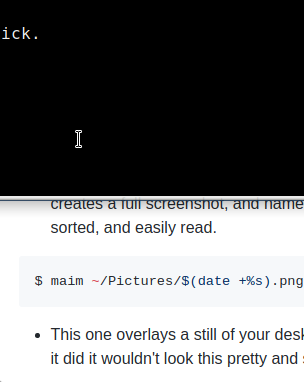 ick.
creates a full screenshot, and name
sorted, and easily read.
$ maim ~/Pictures/$(date +%s).png
• This one overlays a still of your desk
it did it wouldn't look this pretty and